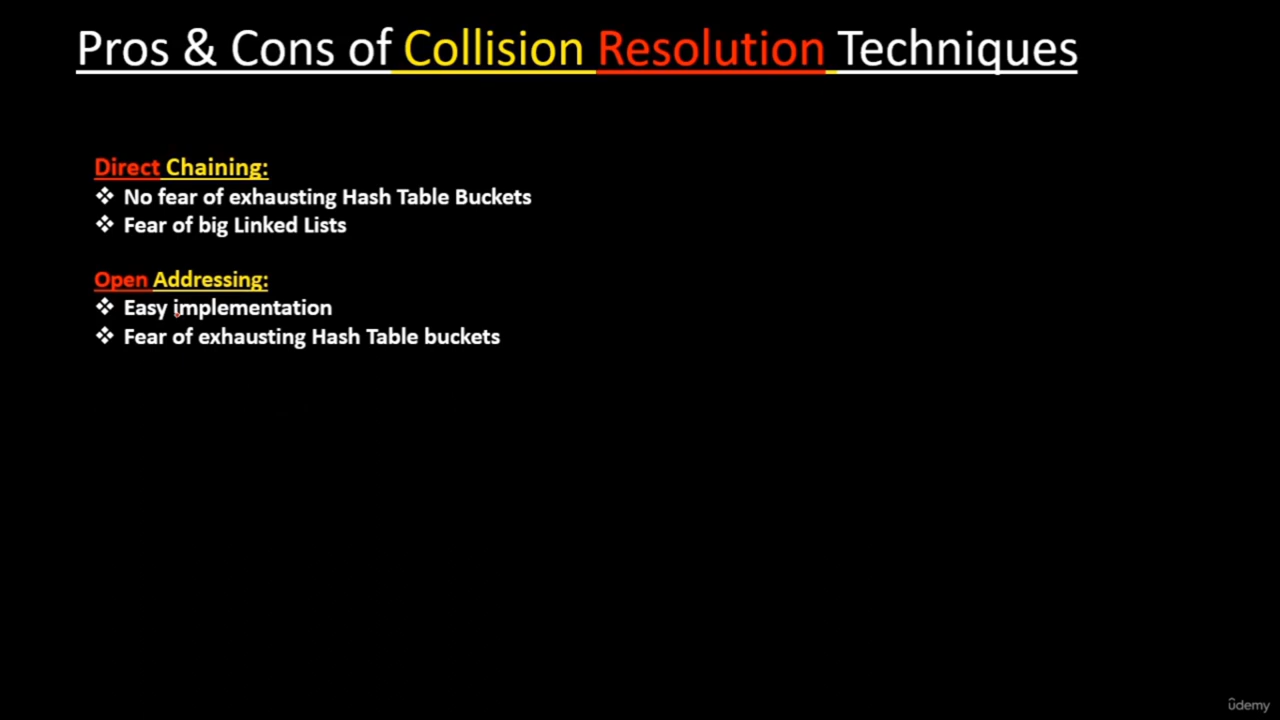 Pros & Cons of Collision Resolution Techniques
Direct Chaining:
❖ No fear of exhausting Hash Table Buckets
❖ Fear of big Linked Lists
Open Addressing:
❖ Easy implementation
❖ Fear of exhausting Hash Table buckets
ûdemy